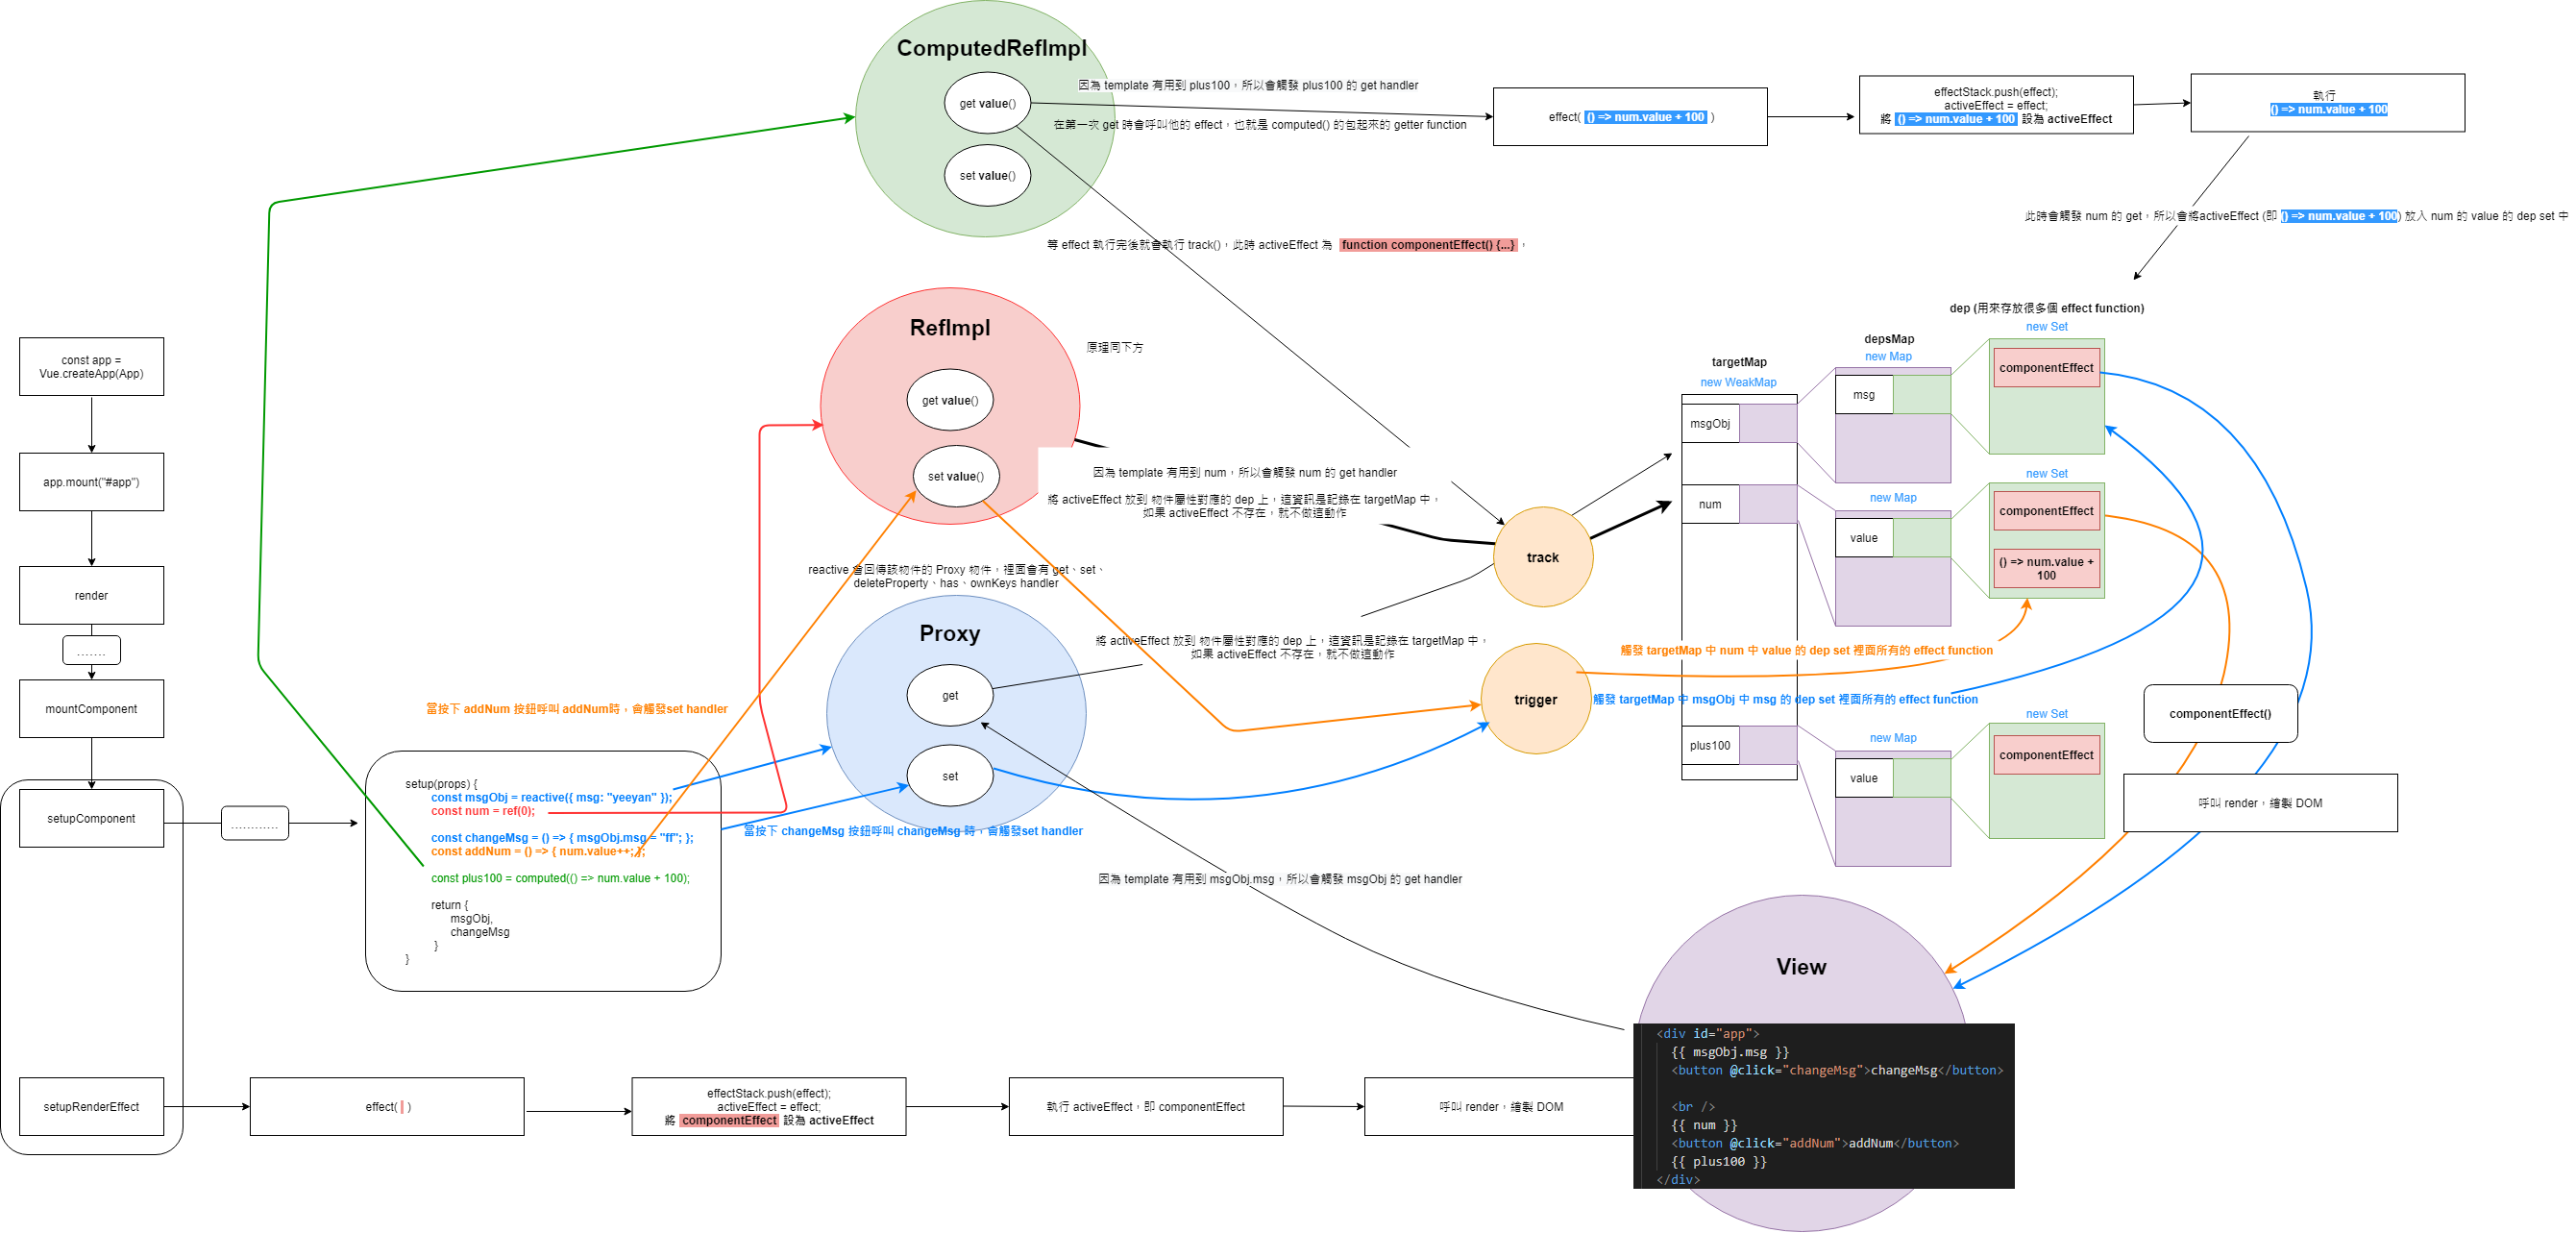 ComputedRefImpl
get value()
set value()
因為 template 有用到 plus100，所以會觸發 plus100 的 get handler
在第一次 get 時會呼叫他的 effect，也就是 computed() 的包起來的 getter function
effect( () => num.value + 100 )
effectStack.push(effect);
activeEffect = effect;
將 () => num.value + 100 設為 activeEffect
執行
() => num.value + 100
此時會觸發 num 的 get，所以會將activeEffect (即 () => num.value + 100) 放入 num 的 value 的 dep set 中
等 effect 執行完後就會執行 track()，此時 activeEffect 為 function componentEffect() {...}，
RefImpl
get value()
set value()
原理同下方
因為 template 有用到 num，所以會觸發 num 的 get handler
將 activeEffect 放到 物件屬性對應的 dep 上，這資訊是記錄在 targetMap 中，
如果 activeEffect 不存在，就不做這動作
const app =
Vue.createApp(App)
app.mount("#app")
render
.......
mountComponent
setupComponent
............
setupRenderEffect
reactive 會回傳該物件的 Proxy 物件，裡面會有 get、set、
deleteProperty、has、ownKeys handler
Proxy
get
set
將 activeEffect 放到 物件屬性對應的 dep 上，這資訊是記錄在 targetMap 中，
如果 activeEffect 不存在，就不做這動作
當按下 addNum 按鈕呼叫 addNum時，會觸發set handler
setup(props) {
const msgObj = reactive({ msg: "yeeyan" });
const num = ref(0);
const changeMsg = () => { msgObj.msg = "ff"; };
const addNum = () => { num.value++; };
const plus100 = computed(() => num.value + 100);
return {
msgObj,
changeMsg
}
}
當按下 changeMsg 按鈕呼叫 changeMsg 時，會觸發set handler
因為 template 有用到 msgObj.msg，所以會觸發 msgObj 的 get handler
track
trigger
targetMap
new WeakMap
msgObj
num
plus100
depsMap
new Map
msg
new Map
value
new Map
value
dep (用來存放很多個 effect function)
new Set
componentEffect
new Set
componentEffect
() => num.value +
100
new Set
componentEffect
觸發 targetMap 中 num 中 value 的 dep set 裡面所有的 effect function
觸發 targetMap 中 msgObj 中 msg 的 dep set 裡面所有的 effect function
componentEffect()
呼叫 render，繪製 DOM
effect( )
effectStack.push(effect);
activeEffect = effect;
將 componentEffect 設為 activeEffect
執行 activeEffect，即 componentEffect
呼叫 render，繪製 DOM
View
<div id="app">
{{ msgObj.msg }}
<button @click="changeMsg">changeMsg</button>
<br />
{{ num }}
<button @click="addNum">addNum</button>
{{ plus100 }}
</div>